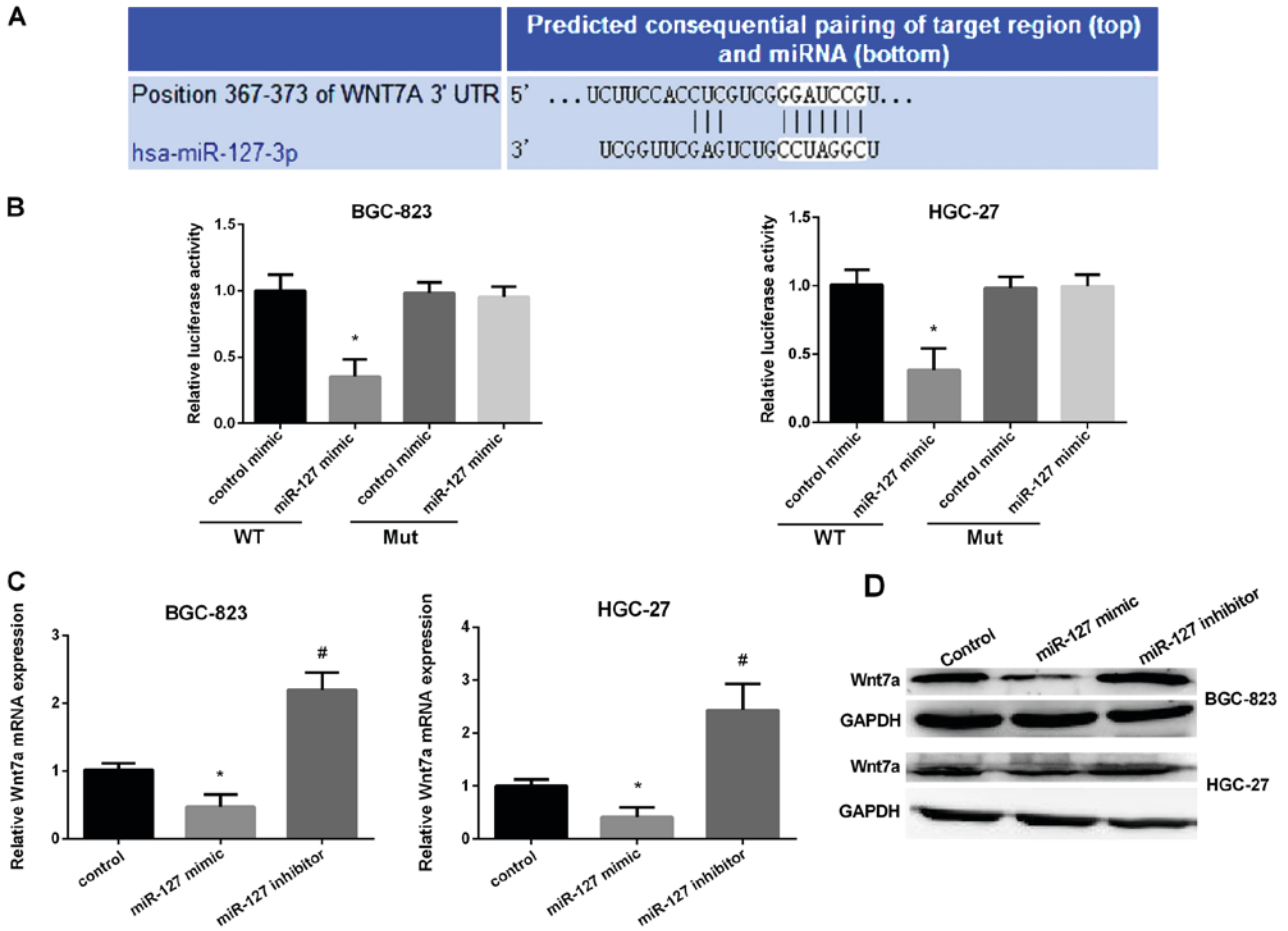 A
Predicted consequential pairing of target region (top)
and miRNA (bottom)
Position 367-373 of WNT7A 3' UTR 5' ...UCUUCCACCUCGUCGGGAUCCGU...
hsa-miR-127-3p 3' UCGGUUCGAGUCUGCCUAGGCU
B
BGC-823
Relative luciferase activity
1.5
1.0
0.5
0.0
*
control mimic
miR-127 mimic
control mimic
miR-127 mimic
WT
Mut
HGC-27
Relative luciferase activity
1.5
1.0
0.5
0.0
*
control mimic
miR-127 mimic
control mimic
miR-127 mimic
WT
Mut
C
BGC-823
Relative Wnt7a mRNA expression
3
2
1
0
*
#
control
miR-127 mimic
miR-127 inhibitor
HGC-27
Relative Wnt7a mRNA expression
4
3
2
1
0
*
#
control
miR-127 mimic
miR-127 inhibitor
D
Control
miR-127 mimic
miR-127 inhibitor
Wnt7a
GAPDH
BGC-823
Wnt7a
GAPDH
HGC-27